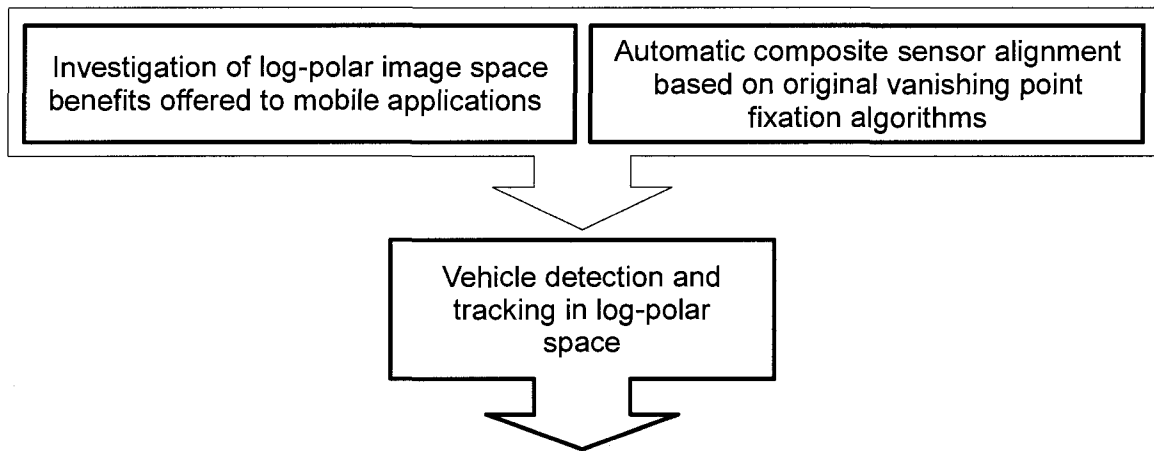 Investigation of log-polar image space
benefits offered to mobile applications
Automatic composite sensor alignment
based on original vanishing point
fixation algorithms
Vehicle detection and
tracking in log-polar
space